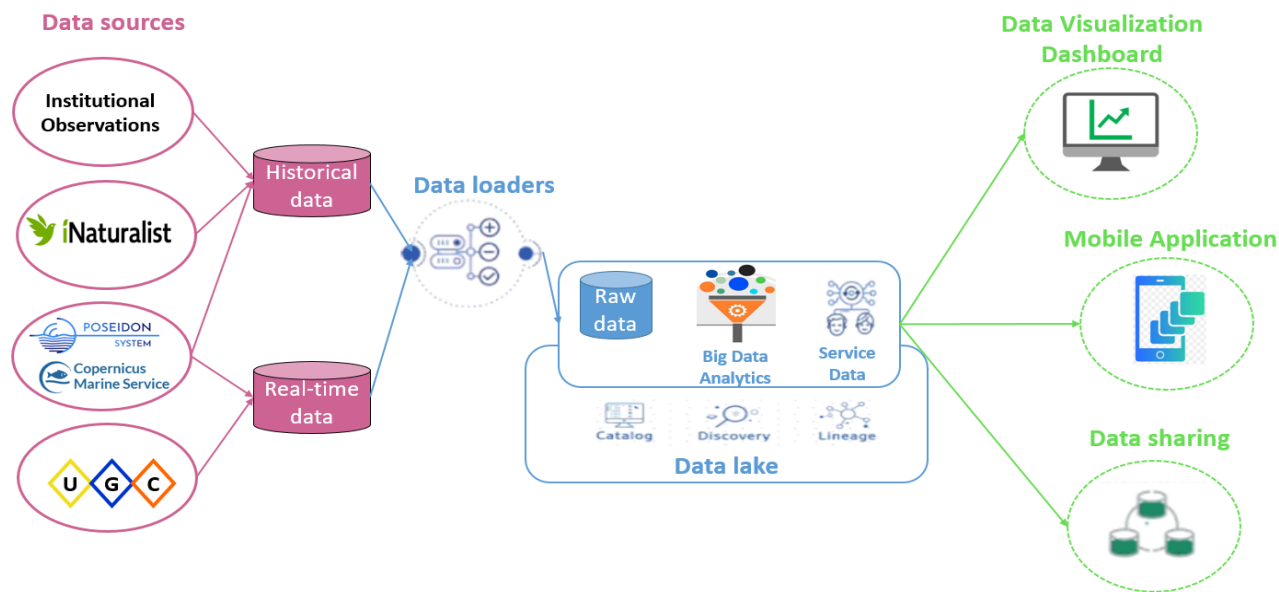 Data sources
Institutional
Observations
iNaturalist
POSEIDON
SYSTEM
Copernicus
Marine Service
U G C
Historical
data
Real-time
data
Data loaders
Raw
data
Big Data
Analytics
Service
Data
Catalog
Discovery
Lineage
Data lake
Data Visualization
Dashboard
Mobile Application
Data sharing